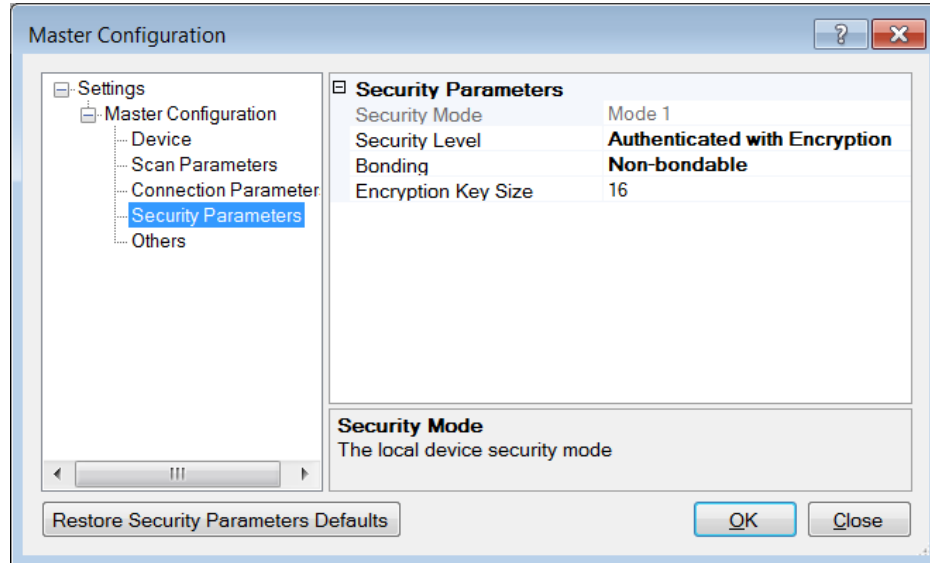 Master Configuration
Settings
Master Configuration
Device
Scan Parameters
Connection Parameter
Security Parameters
Others
Security Parameters
Security Mode Mode 1
Security Level Authenticated with Encryption
Bonding Non-bondable
Encryption Key Size 16
Security Mode
The local device security mode
Restore Security Parameters Defaults
OK
Close